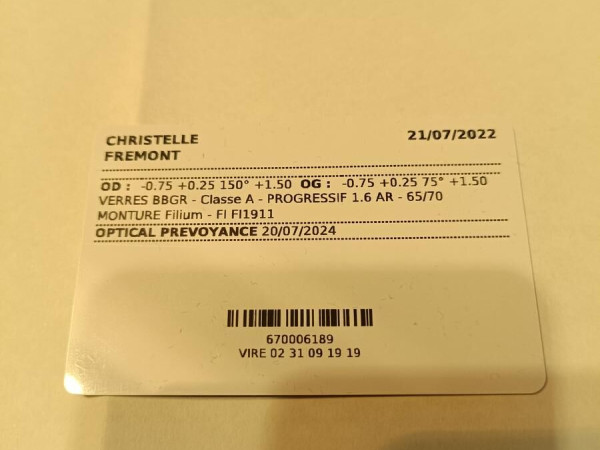 CHRISTELLE
FREMONT
21/07/2022
OD : -0.75 +0.25 150° +1.50 OG : -0.75 +0.25 75° +1.50
VERRES BBGR - Classe A - PROGRESSIF 1.6 AR - 65/70
MONTURE Filium - FI FI1911
OPTICAL PREVOYANCE 20/07/2024
670006189
VIRE 02 31 09 19 19